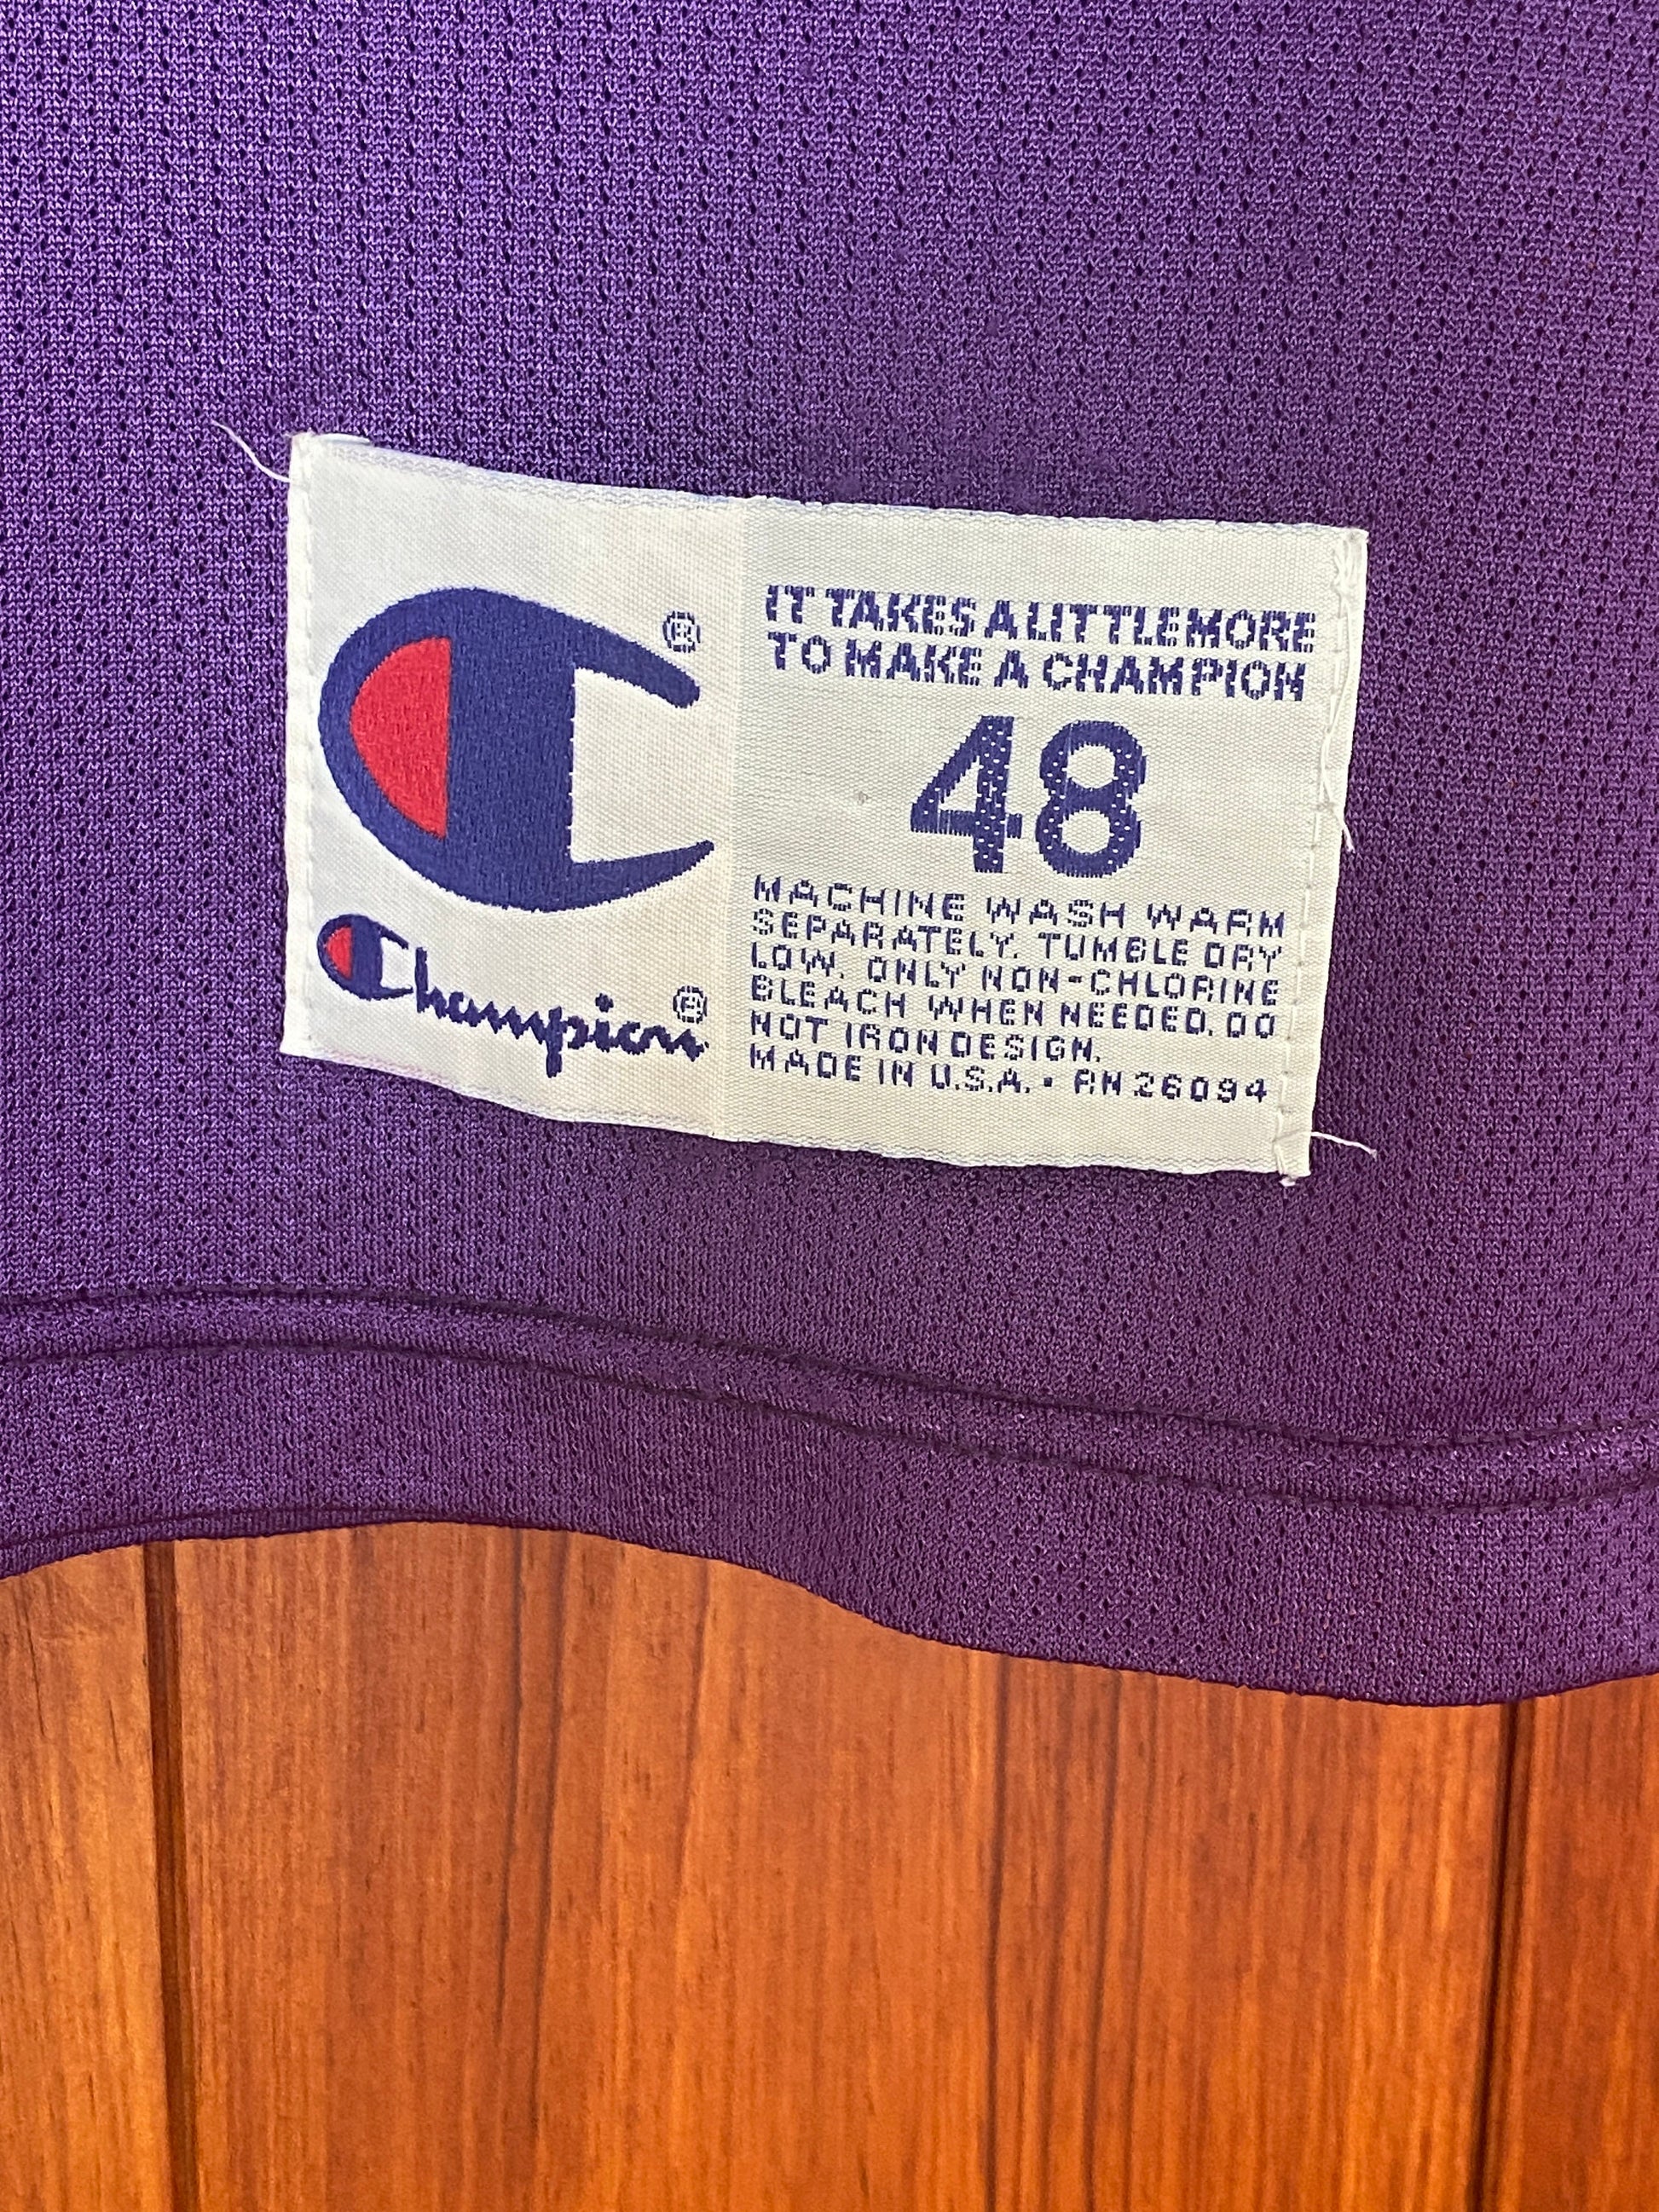 ®
Champion®
IT TAKES A LITTLE MORE
TO MAKE A CHAMPION
48
MACHINE WASH WARM
SEPARATELY. TUMBLE DRY
LOW. ONLY NON-CHLORINE
BLEACH WHEN NEEDED. DO
NOT IRON DESIGN.
MADE IN U.S.A. • RN 26094